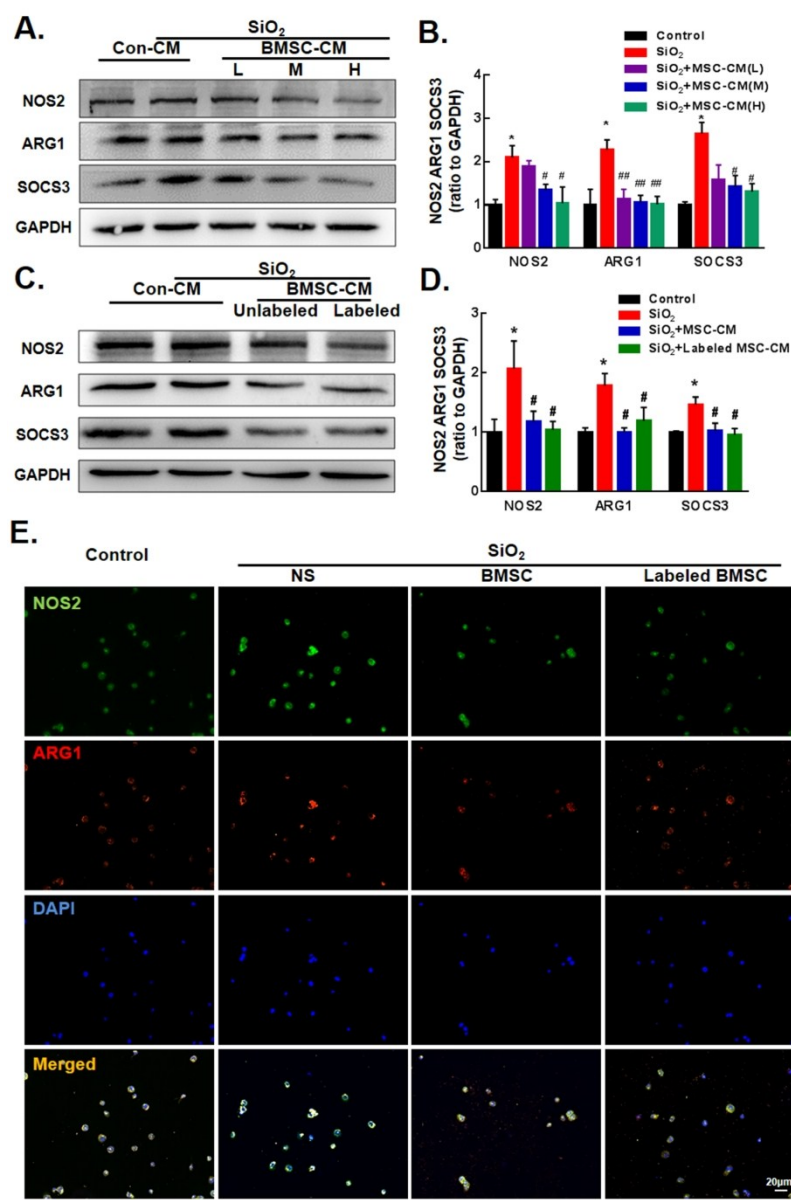 A.
SiO₂
Con-CM BMSC-CM
L M H
NOS2
ARG1
SOCS3
GAPDH
B.
Control
SiO₂
SiO₂+MSC-CM(L)
SiO₂+MSC-CM(M)
SiO₂+MSC-CM(H)
NOS2 ARG1 SOCS3
(ratio to GAPDH)
4
3
2
1
0
* # #
* ## ## ##
* # #
NOS2 ARG1 SOCS3
C.
SiO₂
Con-CM BMSC-CM
Unlabeled Labeled
NOS2
ARG1
SOCS3
GAPDH
D.
Control
SiO₂
SiO₂+MSC-CM
SiO₂+Labeled MSC-CM
NOS2 ARG1 SOCS3
(ratio to GAPDH)
3
2
1
0
* # #
* # #
* # #
NOS2 ARG1 SOCS3
E.
Control SiO₂
NS BMSC Labeled BMSC
NOS2
ARG1
DAPI
Merged
20μm